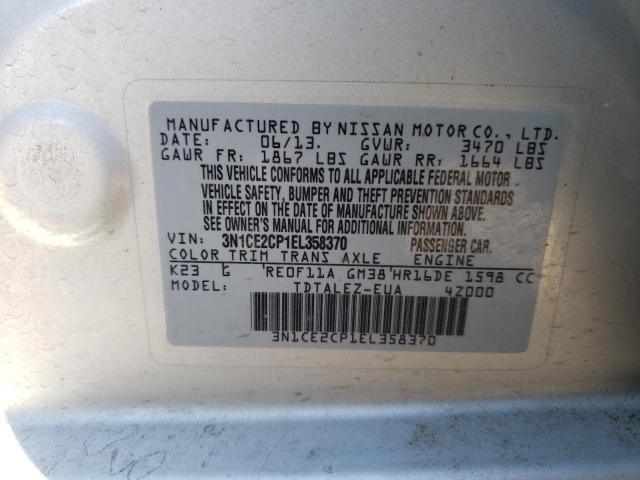 MANUFACTURED BY NISSAN MOTOR CO., LTD.
DATE: 06/13. GVWR: 3470 LBS
GAWR FR: 1867 LBS GAWR RR: 1664 LBS
THIS VEHICLE CONFORMS TO ALL APPLICABLE FEDERAL MOTOR
VEHICLE SAFETY, BUMPER AND THEFT PREVENTION STANDARDS
IN EFFECT ON THE DATE OF MANUFACTURE SHOWN ABOVE.
SEE OWNER'S MANUAL FOR ADDITIONAL INFORMATION.
VIN: 3N1CE2CP1EL358370 PASSENGER CAR.
COLOR TRIM TRANS AXLE ENGINE
K23 G RE0F11A GM38 HR16DE 1598 CC
MODEL TDTALEZ-EUA 4Z000
3N1CE2CP1EL358370